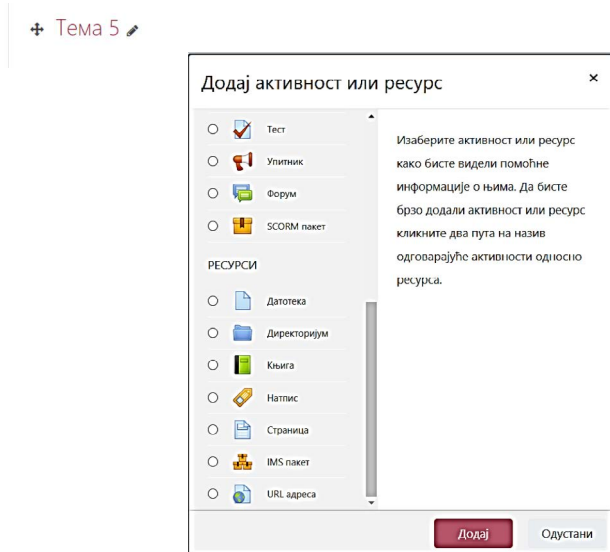 Тема 5
Додај активност или ресурс
Тест
Упитник
Форум
SCORM пакет
РЕСУРСИ
Датотека
Директоријум
Књига
Натпис
Страница
IMS пакет
URL адреса
Изаберите активност или ресурс
како бисте видели помоћне
информације о њима. Да бисте
брзо додали активност или ресурс
кликните два пута на назив
одговарајуће активности односно
ресурса.
Додај
Одустани